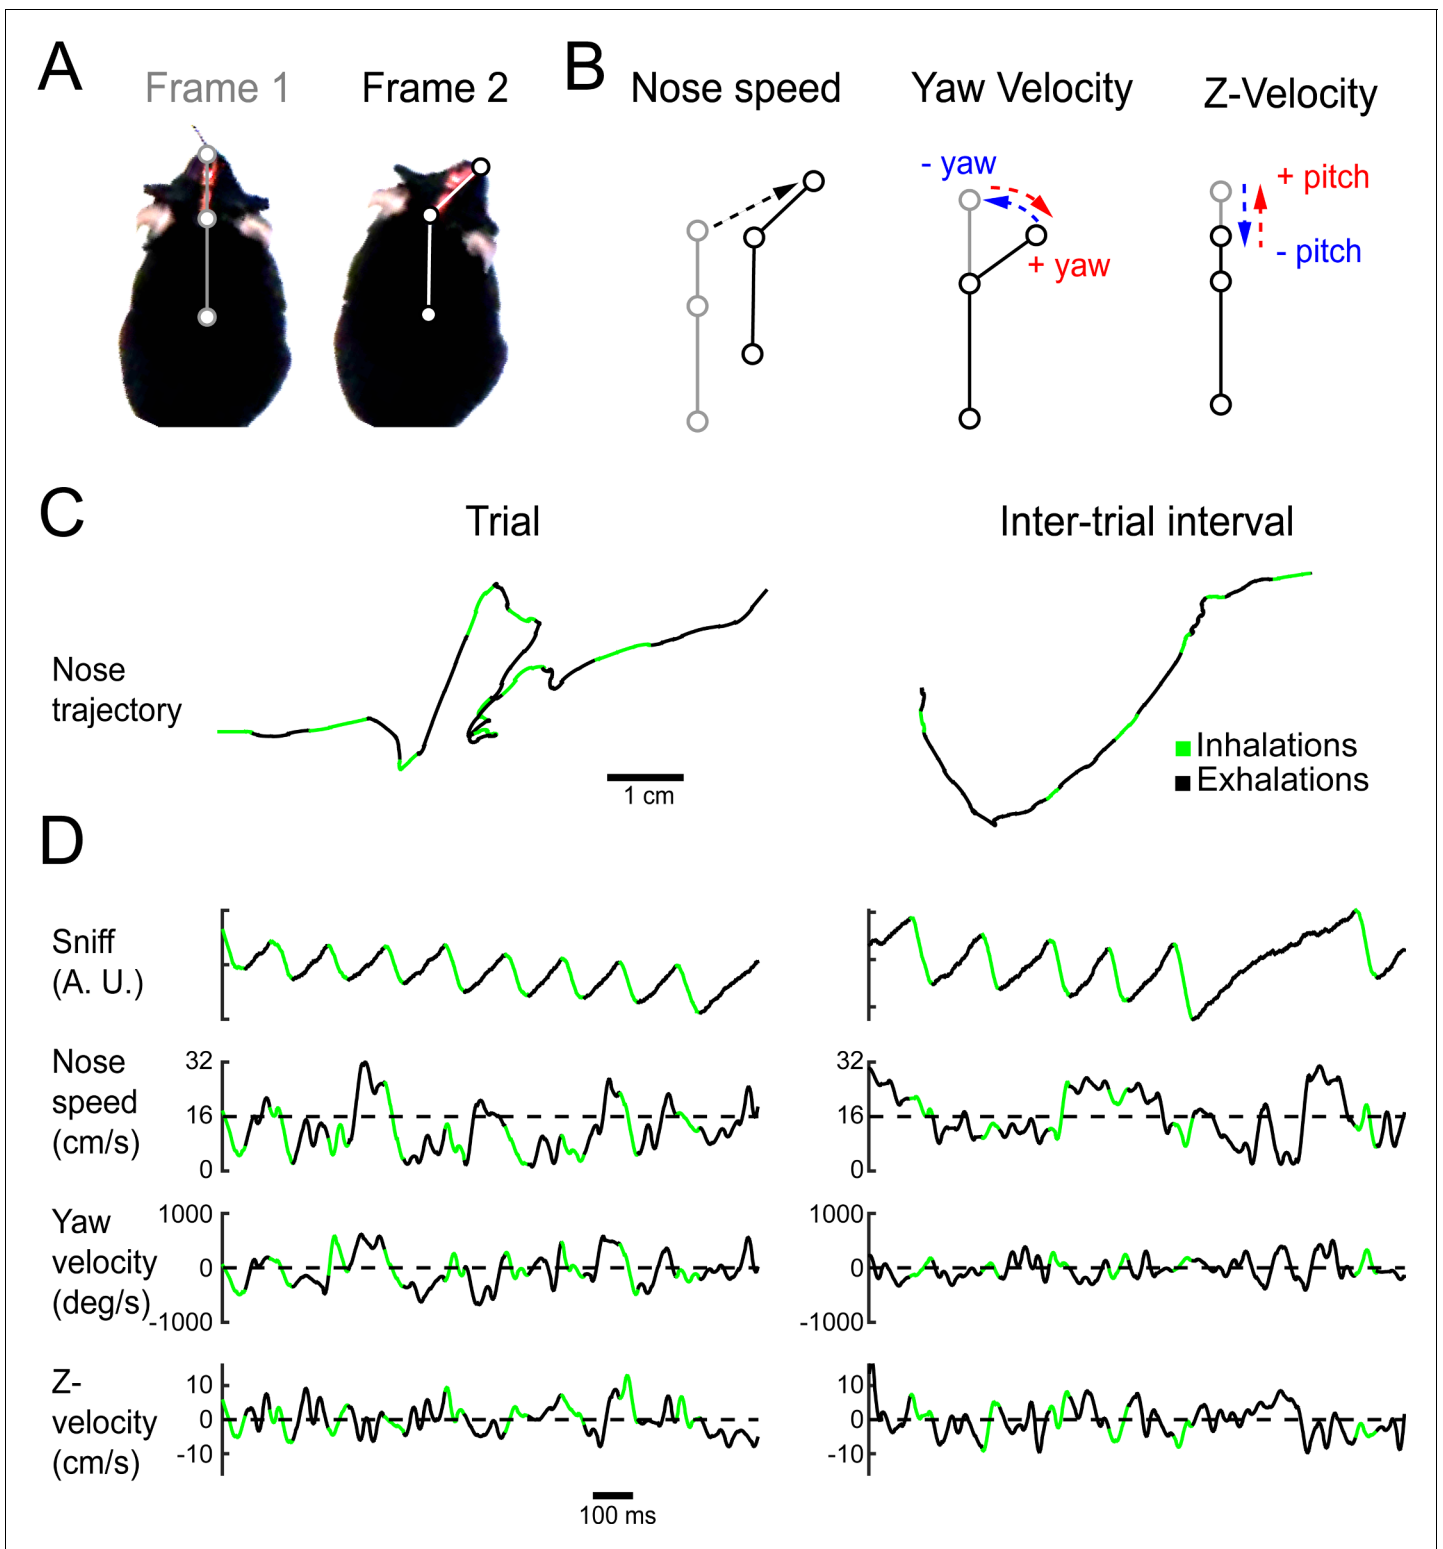 A
Frame 1
Frame 2
B
Nose speed
Yaw Velocity
Z-Velocity
- yaw
+ yaw
+ pitch
- pitch
C
Trial
Inter-trial interval
Nose
trajectory
1 cm
Inhalations
Exhalations
D
Sniff
(A. U.)
Nose
speed
(cm/s)
32
16
0
32
16
0
Yaw
velocity
(deg/s)
1000
0
-1000
1000
0
-1000
Z-
velocity
(cm/s)
10
0
-10
10
0
-10
100 ms